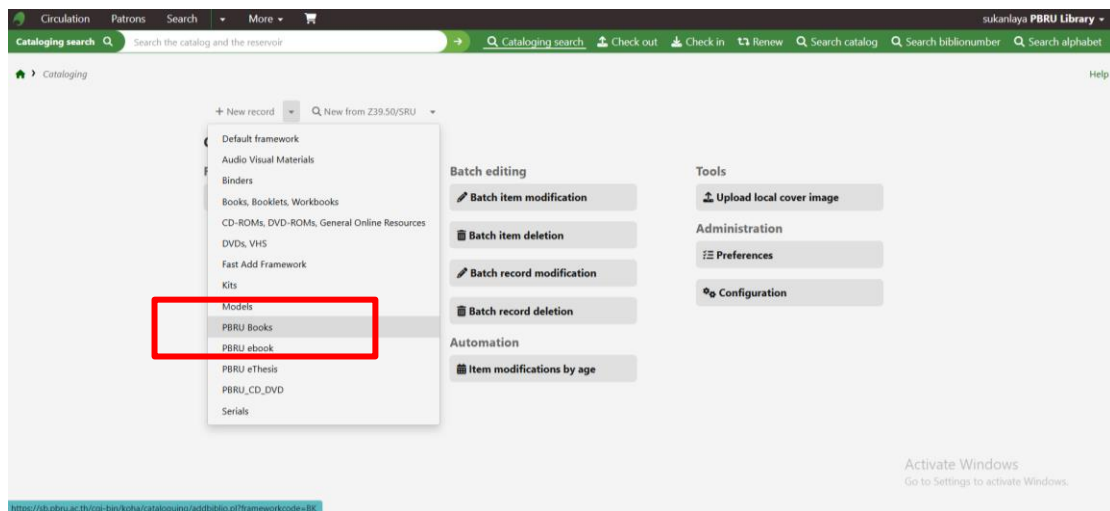 Circulation Patrons Search More sukanlaya PBRU Library
Cataloging search Search the catalog and the reservoir Cataloging search Check out Check in Renew Search catalog Search biblionumber Search alphabet
Cataloging Help
+ New record New from Z39.50/SRU
Default framework
Audio Visual Materials
Binders
Books, Booklets, Workbooks
CD-ROMs, DVD-ROMs, General Online Resources
DVDs, VHS
Fast Add Framework
Kits
Models
PBRU Books
PBRU ebook
PBRU eThesis
PBRU_CD_DVD
Serials
Batch editing
Batch item modification
Batch item deletion
Batch record modification
Batch record deletion
Automation
Item modifications by age
Tools
Upload local cover image
Administration
Preferences
Configuration
Activate Windows
Go to Settings to activate Windows.
https://sb.pbru.ac.th/cgi-bin/koha/cataloguing/addbiblio.pl?frameworkcode=BK